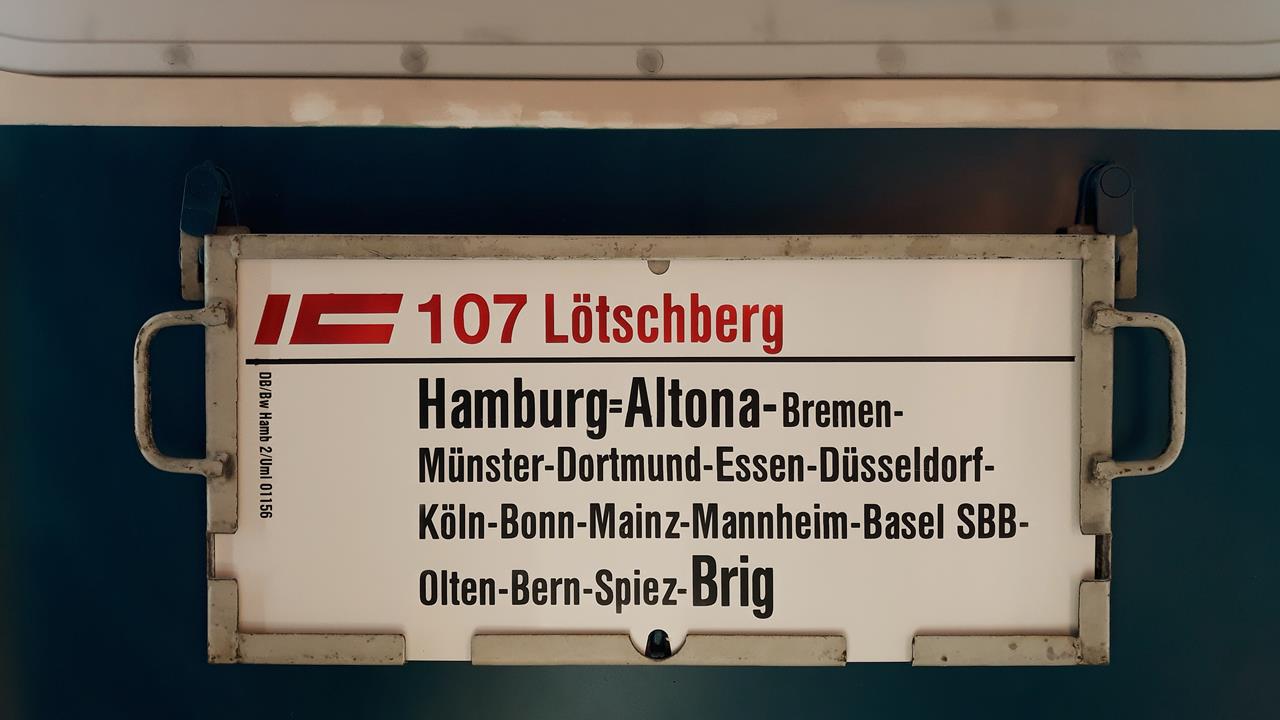 IC 107 Lötschberg
DB/Bw Hamb 2/Uml 01156
Hamburg=Altona-Bremen-
Münster-Dortmund-Essen-Düsseldorf-
Köln-Bonn-Mainz-Mannheim-Basel SBB-
Olten-Bern-Spiez-Brig